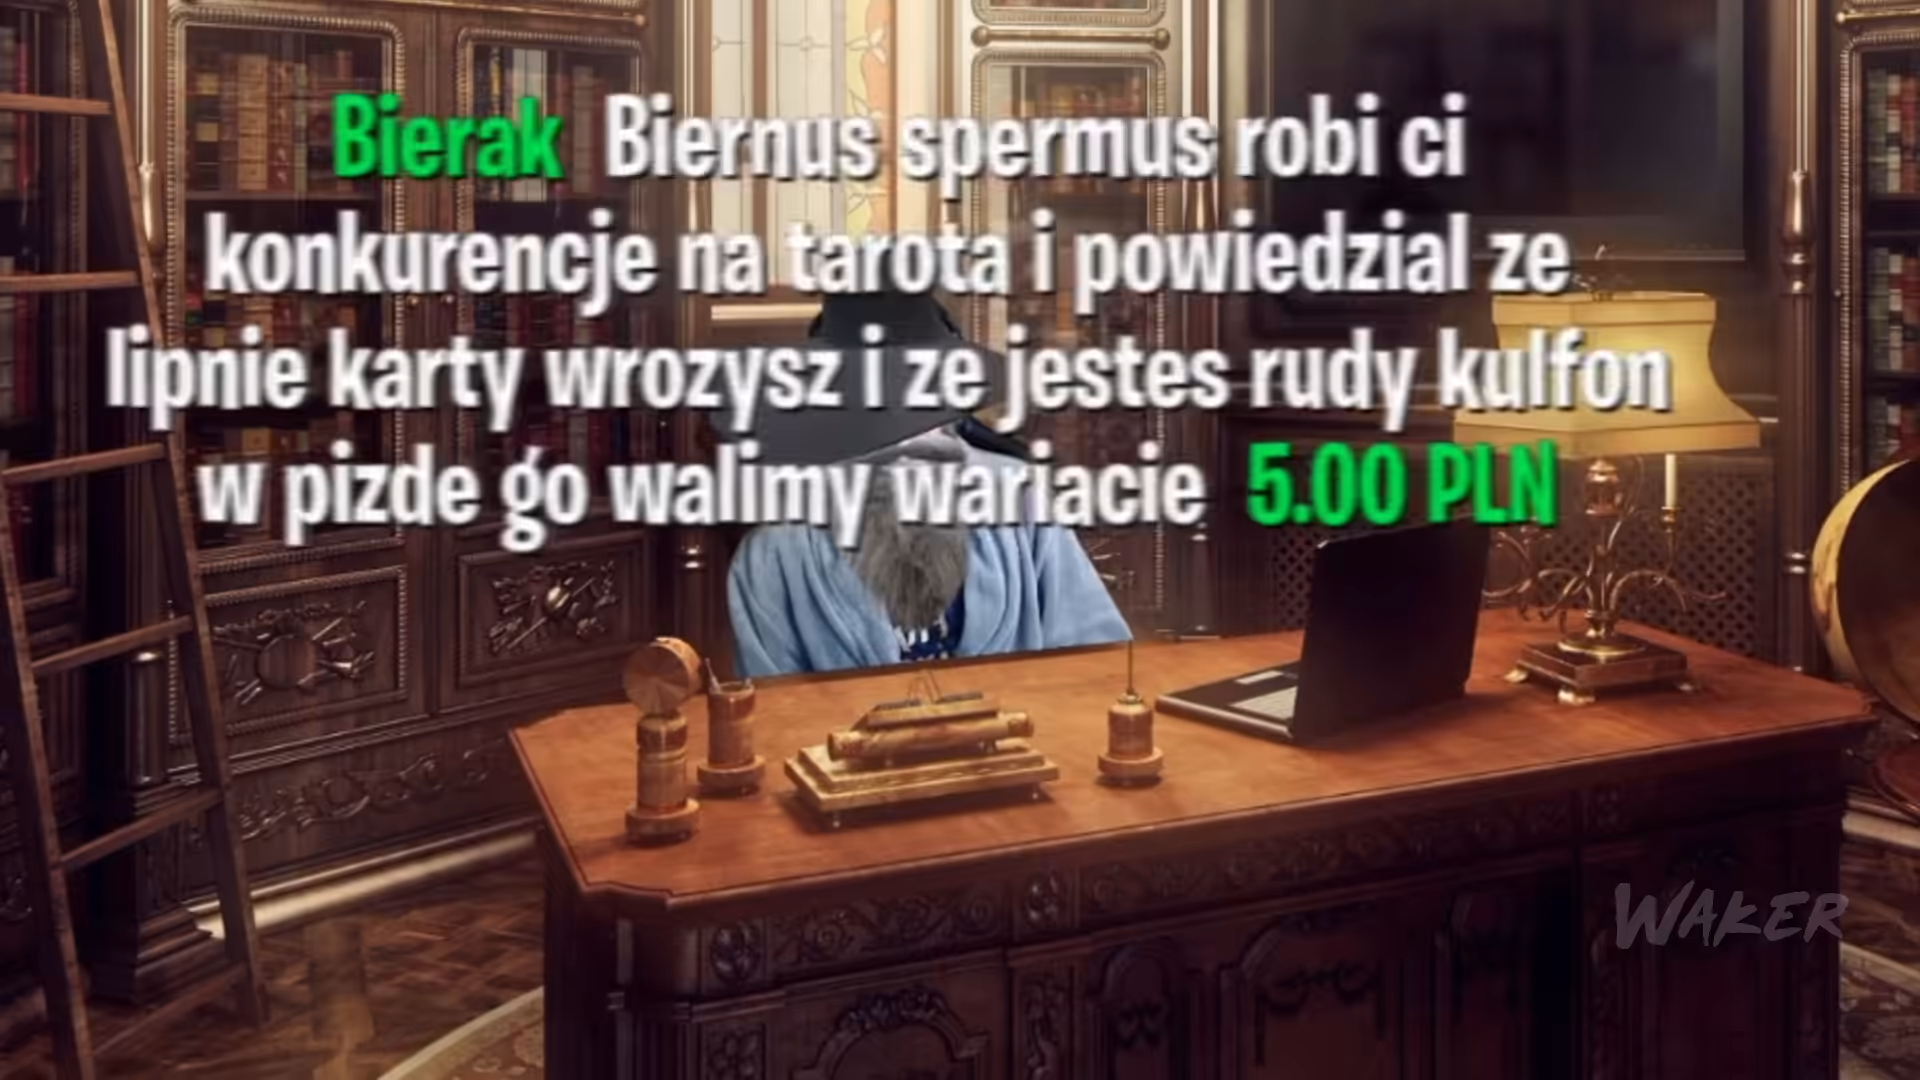 Bierak Biernus spermus robi ci
konkurencje na tarota i powiedzial ze
lipnie karty wrozysz i ze jestes rudy kulfon
w pizde go walimy wariacie 5.00 PLN
WAKER